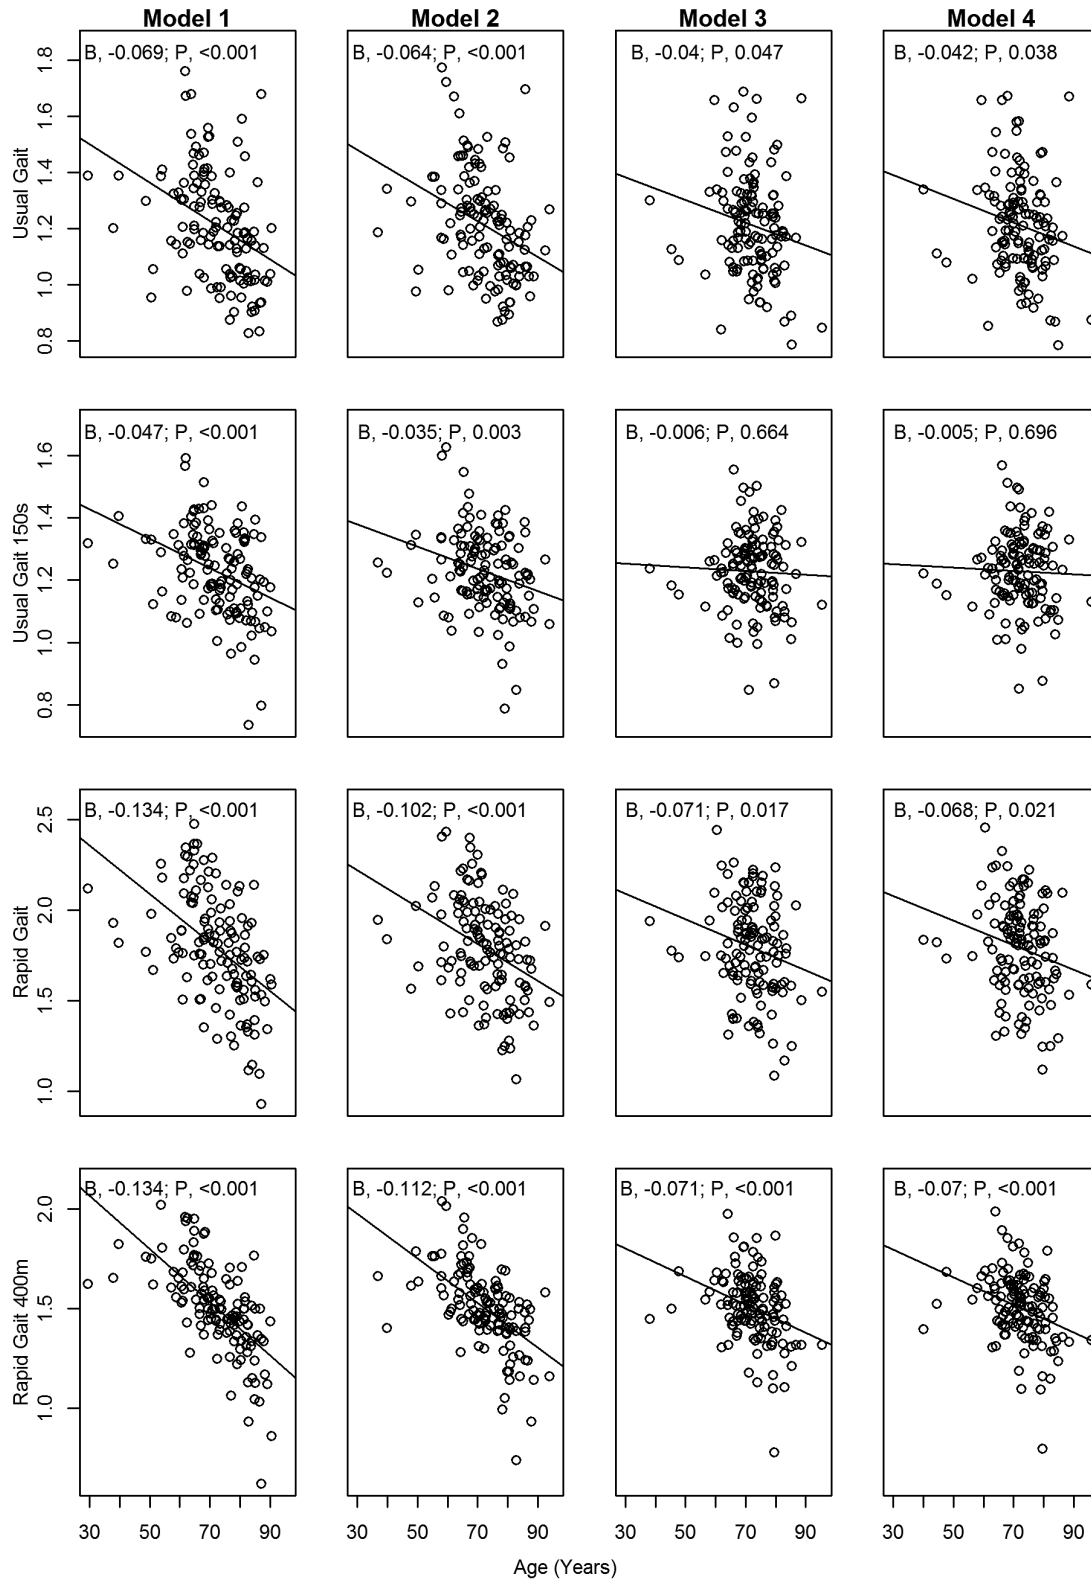 Model 1 Model 2 Model 3 Model 4
B, -0.069; P, <0.001 B, -0.064; P, <0.001 B, -0.04; P, 0.047 B, -0.042; P, 0.038
Usual Gait
1.8
1.6
1.4
1.2
1.0
0.8
B, -0.047; P, <0.001 B, -0.035; P, 0.003 B, -0.006; P, 0.664 B, -0.005; P, 0.696
Usual Gait 150s
1.6
1.4
1.2
1.0
0.8
B, -0.134; P, <0.001 B, -0.102; P, <0.001 B, -0.071; P, 0.017 B, -0.068; P, 0.021
Rapid Gait
2.5
2.0
1.5
1.0
B, -0.134; P, <0.001 B, -0.112; P, <0.001 B, -0.071; P, <0.001 B, -0.07; P, <0.001
Rapid Gait 400m
2.0
1.5
1.0
30 50 70 90 30 50 70 90 30 50 70 90 30 50 70 90
Age (Years)